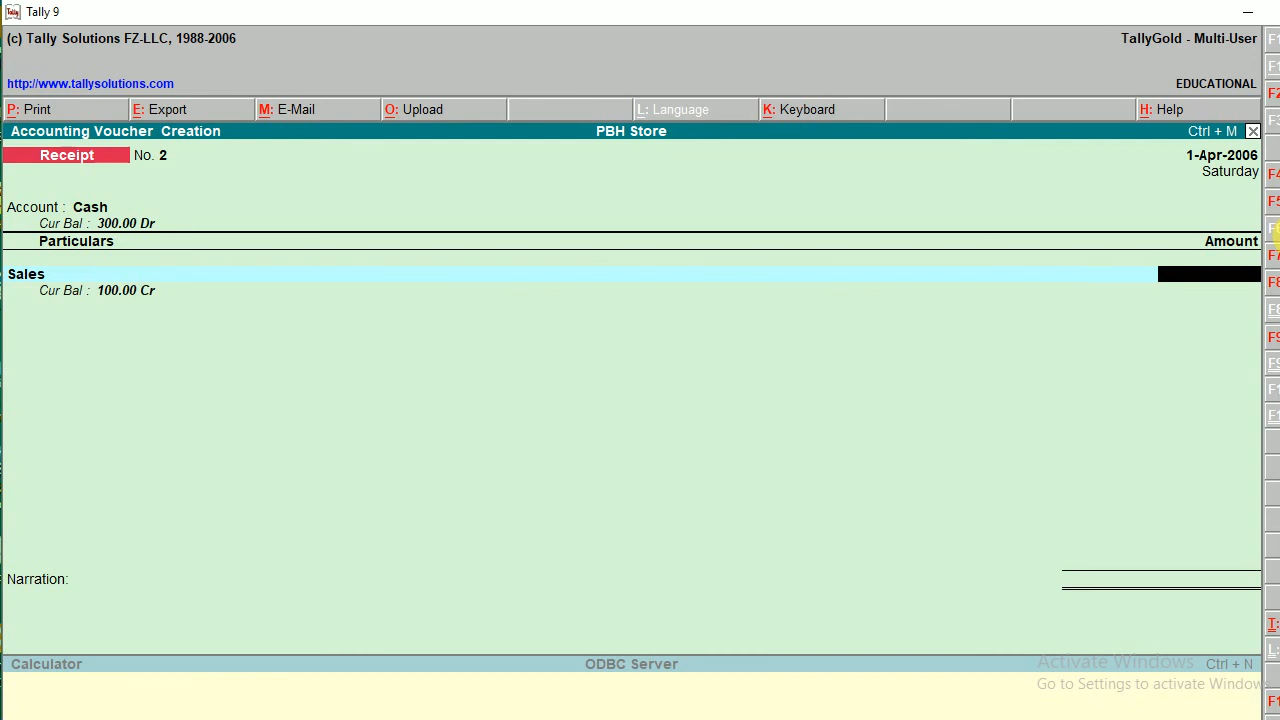 Tally 9
(c) Tally Solutions FZ-LLC, 1988-2006 TallyGold - Multi-User
http://www.tallysolutions.com EDUCATIONAL
P: Print E: Export M: E-Mail O: Upload L: Language K: Keyboard H: Help
Accounting Voucher Creation PBH Store Ctrl + M
Receipt No. 2 1-Apr-2006
Saturday
Account : Cash
Cur Bal : 300.00 Dr
Particulars Amount
Sales
Cur Bal : 100.00 Cr
Narration:
Calculator ODBC Server Ctrl + N
Activate Windows
Go to Settings to activate Windows